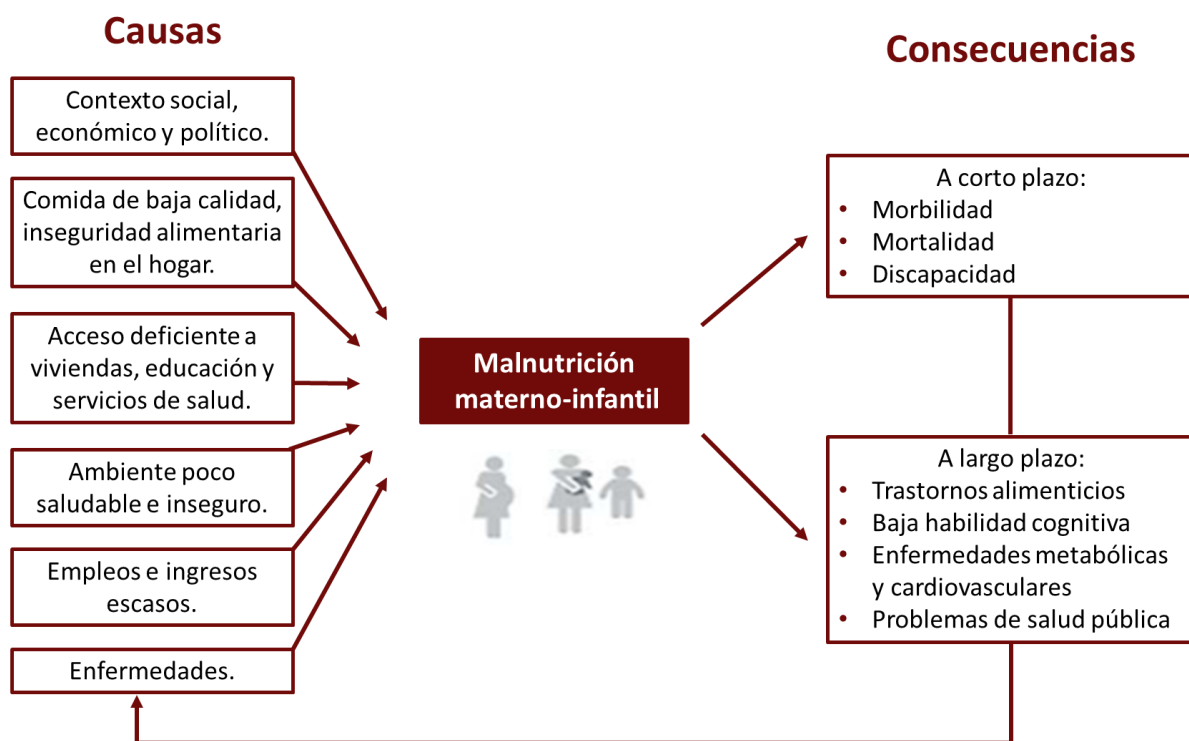 Causas
Contexto social,
económico y político.
Comida de baja calidad,
inseguridad alimentaria
en el hogar.
Acceso deficiente a
viviendas, educación y
servicios de salud.
Ambiente poco
saludable e inseguro.
Empleos e ingresos
escasos.
Enfermedades.
Malnutrición
materno-infantil
Consecuencias
A corto plazo:
• Morbilidad
• Mortalidad
• Discapacidad
A largo plazo:
• Trastornos alimenticios
• Baja habilidad cognitiva
• Enfermedades metabólicas
y cardiovasculares
• Problemas de salud pública